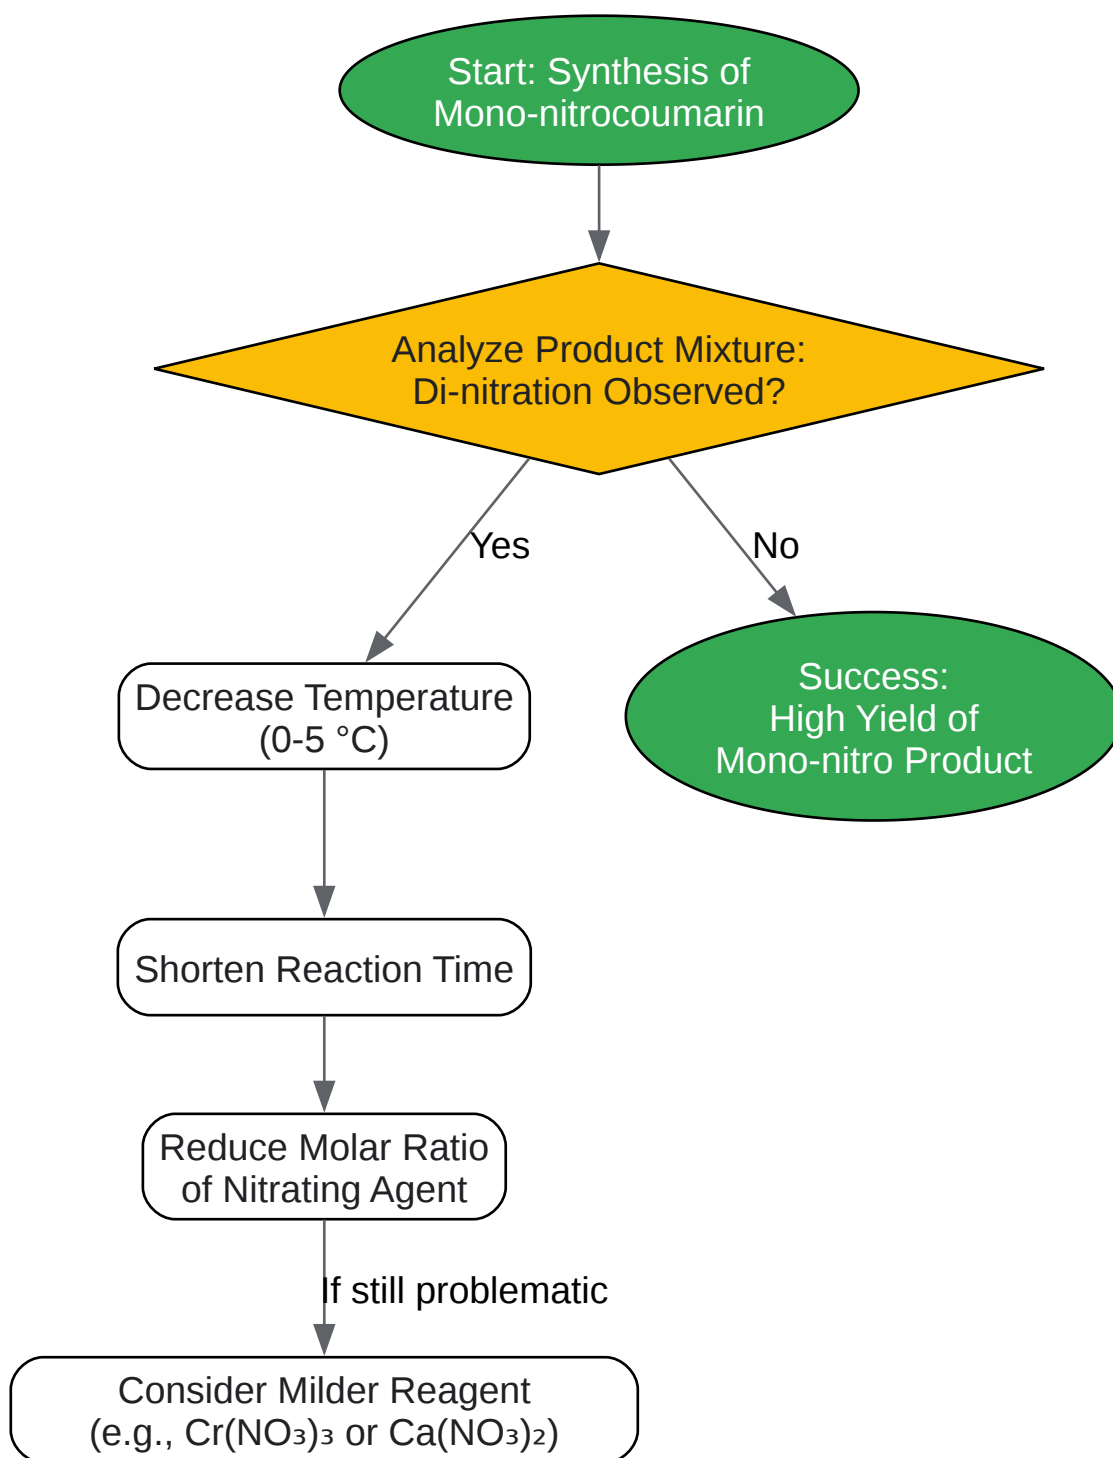 Start: Synthesis of
Mono-nitrocoumarin
Analyze Product Mixture:
Di-nitration Observed?
Yes
No
Decrease Temperature
(0-5 °C)
Success:
High Yield of
Mono-nitro Product
Shorten Reaction Time
Reduce Molar Ratio
of Nitrating Agent
If still problematic
Consider Milder Reagent
(e.g., Cr(NO₃)₃ or Ca(NO₃)₂)